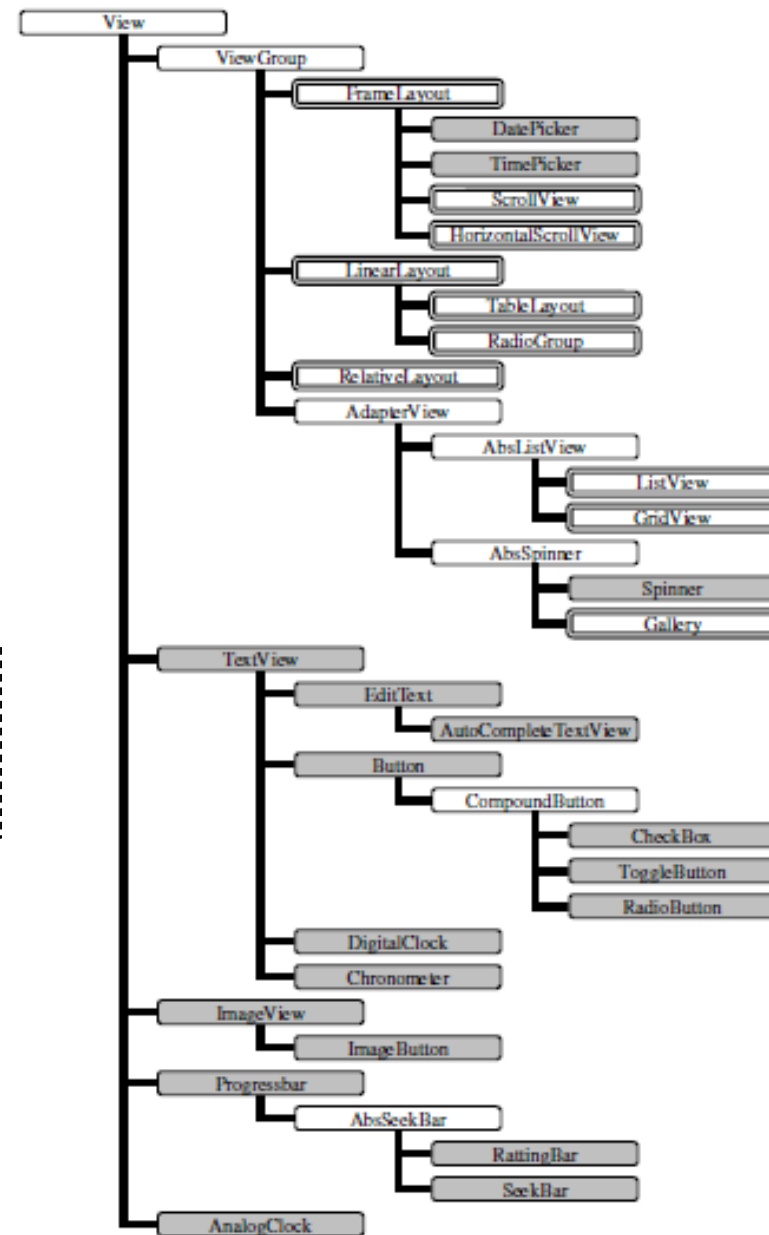 View
ViewGroup
FrameLayout
DatePicker
TimePicker
ScrollView
HorizontalScrollView
LinearLayout
TableLayout
RadioGroup
RelativeLayout
AdapterView
AbsListView
ListView
GridView
AbsSpinner
Spinner
Gallery
TextView
EditText
AutoCompleteTextView
Button
CompoundButton
CheckBox
ToggleButton
RadioButton
DigitalClock
Chronometer
ImageView
ImageButton
Progressbar
AbsSeekBar
RattingBar
SeekBar
AnalogClock